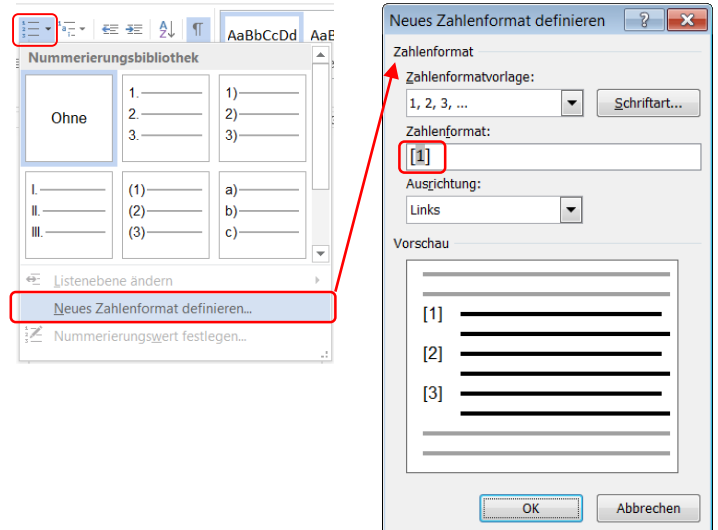 AaBbCcDd AaB
Nummerierungsbibliothek
Ohne
1.
2.
3.
1)
2)
3)
I.
II.
III.
(1)
(2)
(3)
a)
b)
c)
Listenebene ändern
Neues Zahlenformat definieren...
Nummerierungswert festlegen...
Neues Zahlenformat definieren
Zahlenformat
Zahlenformatvorlage:
1, 2, 3, ...
Schriftart...
Zahlenformat:
[1]
Ausrichtung:
Links
Vorschau
[1]
[2]
[3]
OK
Abbrechen